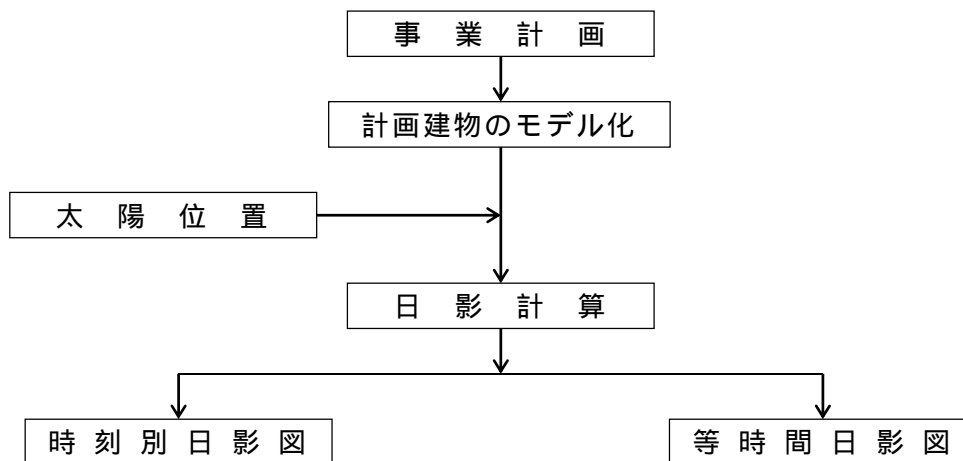 事業計画
計画建物のモデル化
太陽位置
日影計算
時刻別日影図
等時間日影図